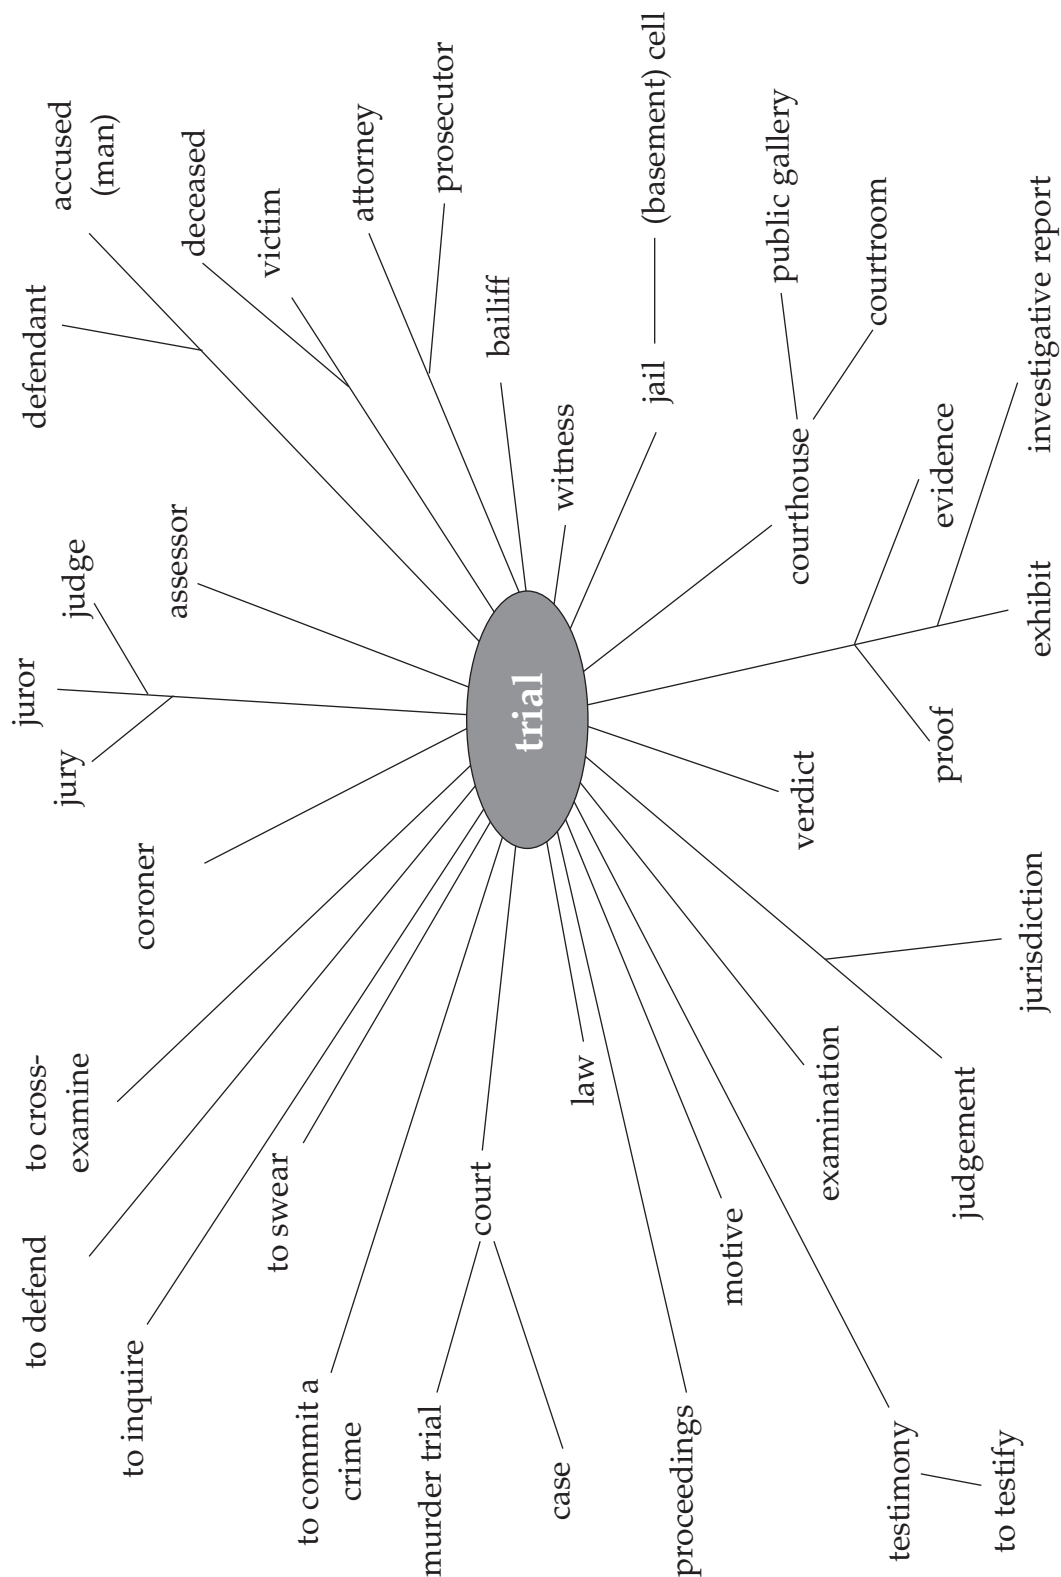 to defend
to cross-
examine
jury
juror
judge
defendant
accused
(man)
to inquire
coroner
assessor
deceased
to swear
victim
to commit a
crime
attorney
murder trial
court
prosecutor
bailiff
trial
case
law
witness
proceedings
jail
(basement) cell
motive
public gallery
examination
verdict
courthouse
courtroom
testimony
judgement
proof
evidence
to testify
jurisdiction
exhibit
investigative report